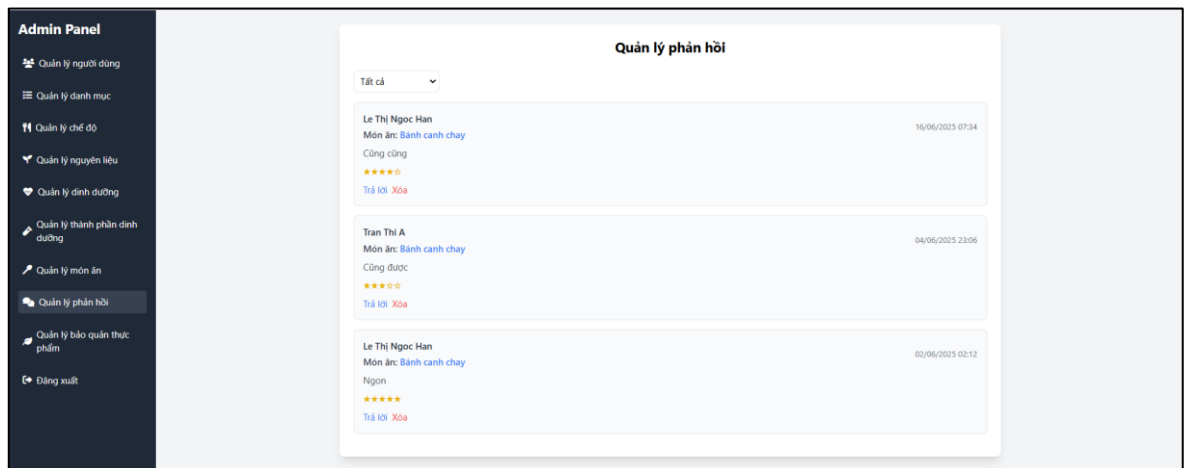 Admin Panel
Quản lý người dùng
Quản lý danh mục
Quản lý chế độ
Quản lý nguyên liệu
Quản lý dinh dưỡng
Quản lý thành phần dinh
dưỡng
Quản lý món ăn
Quản lý phản hồi
Quản lý bảo quản thực
phẩm
Đăng xuất
Quản lý phản hồi
Tất cả
Le Thị Ngoc Han
16/06/2025 07:34
Món ăn: Bánh canh chay
Cũng cũng
★★★★☆
Trả lời Xóa
Tran Thi A
04/06/2025 23:06
Món ăn: Bánh canh chay
Cũng được
★★★☆☆
Trả lời Xóa
Le Thị Ngoc Han
02/06/2025 02:12
Món ăn: Bánh canh chay
Ngon
★★★★★
Trả lời Xóa